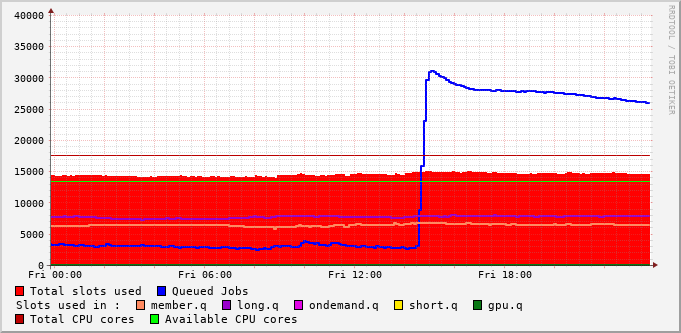 40000
35000
30000
25000
20000
15000
10000
5000
0
Fri 00:00 Fri 06:00 Fri 12:00 Fri 18:00
Total slots used Queued Jobs
Slots used in : member.q long.q ondemand.q short.q gpu.q
Total CPU cores Available CPU cores
RRDTOOL / TOBI OETIKER